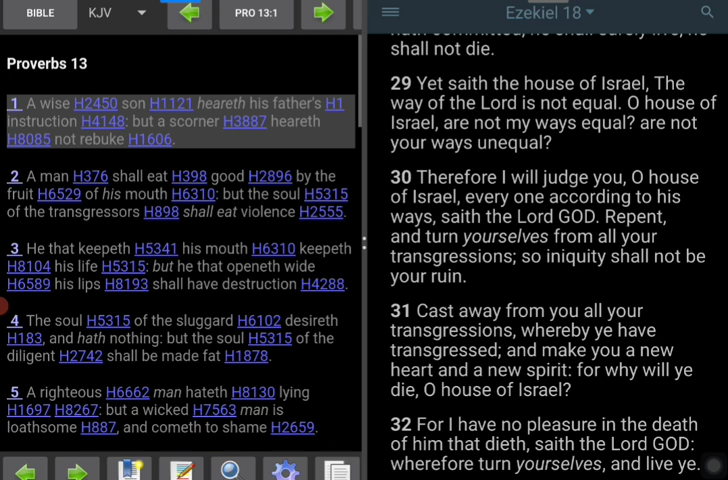 BIBLE KJV PRO 13:1
Proverbs 13
1 A wise H2450 son H1121 heareth his father's H1
instruction H4148: but a scorner H3887 heareth
H8085 not rebuke H1606.
2 A man H376 shall eat H398 good H2896 by the
fruit H6529 of his mouth H6310: but the soul H5315
of the transgressors H898 shall eat violence H2555.
3 He that keepeth H5341 his mouth H6310 keepeth
H8104 his life H5315: but he that openeth wide
H6589 his lips H8193 shall have destruction H4288.
4 The soul H5315 of the sluggard H6102 desireth
H183, and hath nothing: but the soul H5315 of the
diligent H2742 shall be made fat H1878.
5 A righteous H6662 man hateth H8130 lying
H1697 H8267: but a wicked H7563 man is
loathsome H887, and cometh to shame H2659.
Ezekiel 18
hath committed, he shall surely live, he
shall not die.
29 Yet saith the house of Israel, The
way of the Lord is not equal. O house of
Israel, are not my ways equal? are not
your ways unequal?
30 Therefore I will judge you, O house
of Israel, every one according to his
ways, saith the Lord GOD. Repent,
and turn yourselves from all your
transgressions; so iniquity shall not be
your ruin.
31 Cast away from you all your
transgressions, whereby ye have
transgressed; and make you a new
heart and a new spirit: for why will ye
die, O house of Israel?
32 For I have no pleasure in the death
of him that dieth, saith the Lord GOD:
wherefore turn yourselves, and live ye.